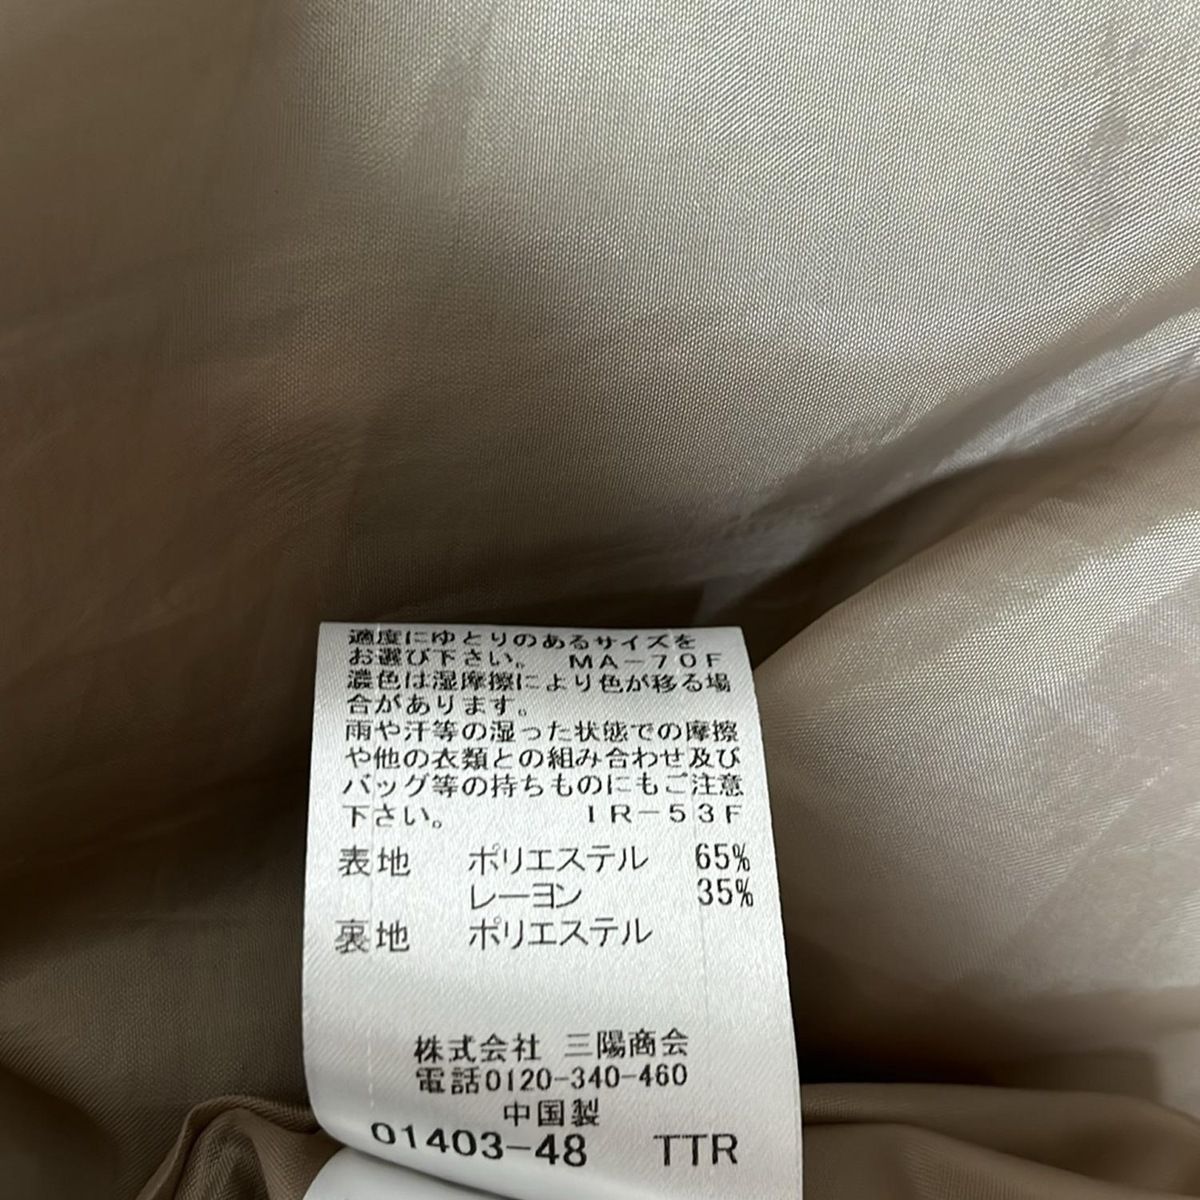 適度にゆとりのあるサイズを
お選び下さい。 MA-70F
濃色は湿摩擦により色が移る場
合があります。
雨や汗等の湿った状態での摩擦
や他の衣類との組み合わせ及び
バッグ等の持ちものにもご注意
下さい。 IR-53F
表地 ポリエステル 65%
レーヨン 35%
裏地 ポリエステル
株式会社 三陽商会
電話0120-340-460
中国製
01403-48 TTR